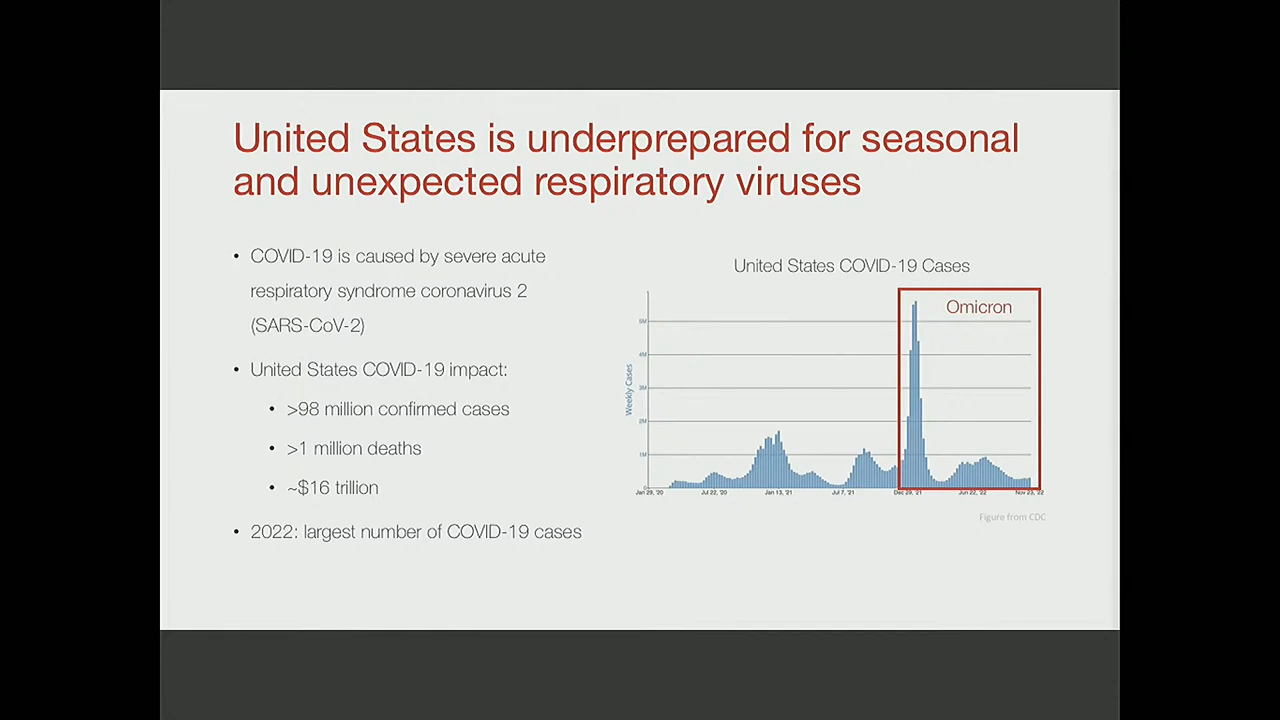 United States is underprepared for seasonal
and unexpected respiratory viruses
• COVID-19 is caused by severe acute
respiratory syndrome coronavirus 2
(SARS-CoV-2)
• United States COVID-19 impact:
• >98 million confirmed cases
• >1 million deaths
• ~$16 trillion
• 2022: largest number of COVID-19 cases
United States COVID-19 Cases
Omicron
Weekly Cases
5M
4M
3M
2M
1M
0
Jan 29, '20
Jul 22, '20
Jan 13, '21
Jul 7, '21
Dec 29, '21
Jun 22, '22
Nov 23, '22
Figure from CDC